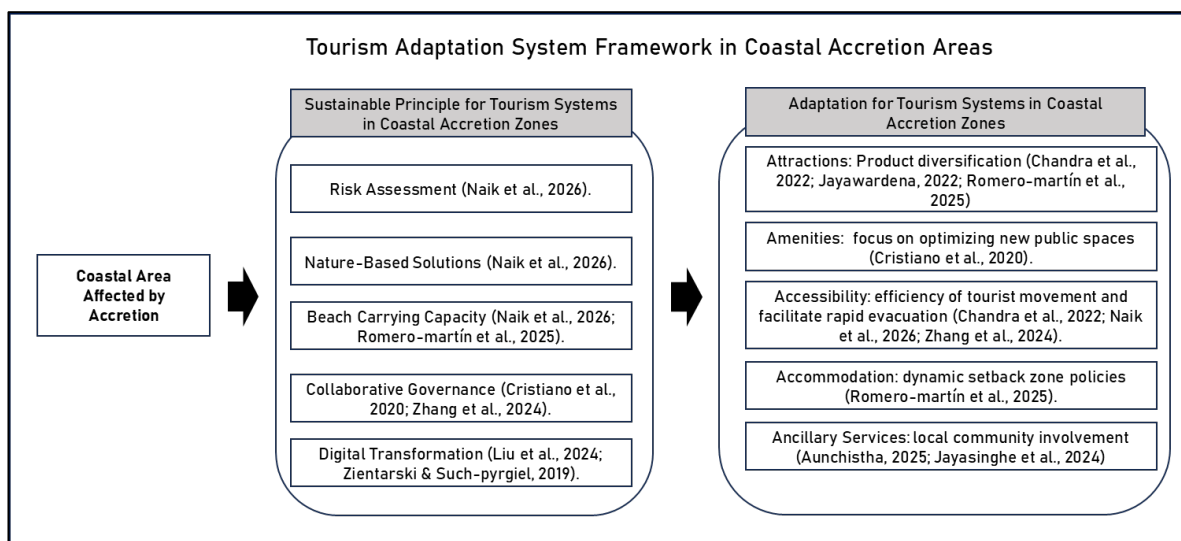 Tourism Adaptation System Framework in Coastal Accretion Areas
Coastal Area
Affected by
Accretion
Sustainable Principle for Tourism Systems
in Coastal Accretion Zones
Risk Assessment (Naik et al., 2026).
Nature-Based Solutions (Naik et al., 2026).
Beach Carrying Capacity (Naik et al., 2026;
Romero-martín et al., 2025).
Collaborative Governance (Cristiano et al.,
2020; Zhang et al., 2024).
Digital Transformation (Liu et al., 2024;
Zientarski & Such-pyrgiel, 2019).
Adaptation for Tourism Systems in Coastal
Accretion Zones
Attractions: Product diversification (Chandra et al.,
2022; Jayawardena, 2022; Romero-martín et al.,
2025)
Amenities:  focus on optimizing new public spaces
(Cristiano et al., 2020).
Accessibility: efficiency of tourist movement and
facilitate rapid evacuation (Chandra et al., 2022; Naik
et al., 2026; Zhang et al., 2024).
Accommodation: dynamic setback zone policies
(Romero-martín et al., 2025).
Ancillary Services: local community involvement
(Aunchistha, 2025; Jayasinghe et al., 2024)